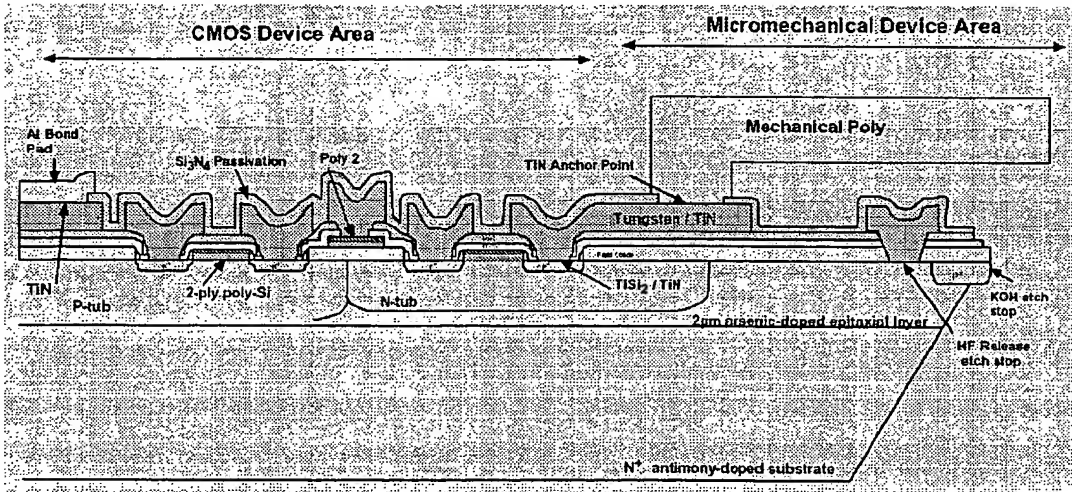 CMOS Device Area
Micromechanical Device Area
Al Bond
Pad
Si₃N₄ Passivation
Poly 2
TiN Anchor Point
Mechanical Poly
Tungsten / TiN
TiN
P-tub
2-ply poly-Si
N-tub
TiSi₂ / TiN
KOH etch
stop
2μm arsenic-doped epitaxial layer
HF Release
etch stop
N⁺ antimony-doped substrate